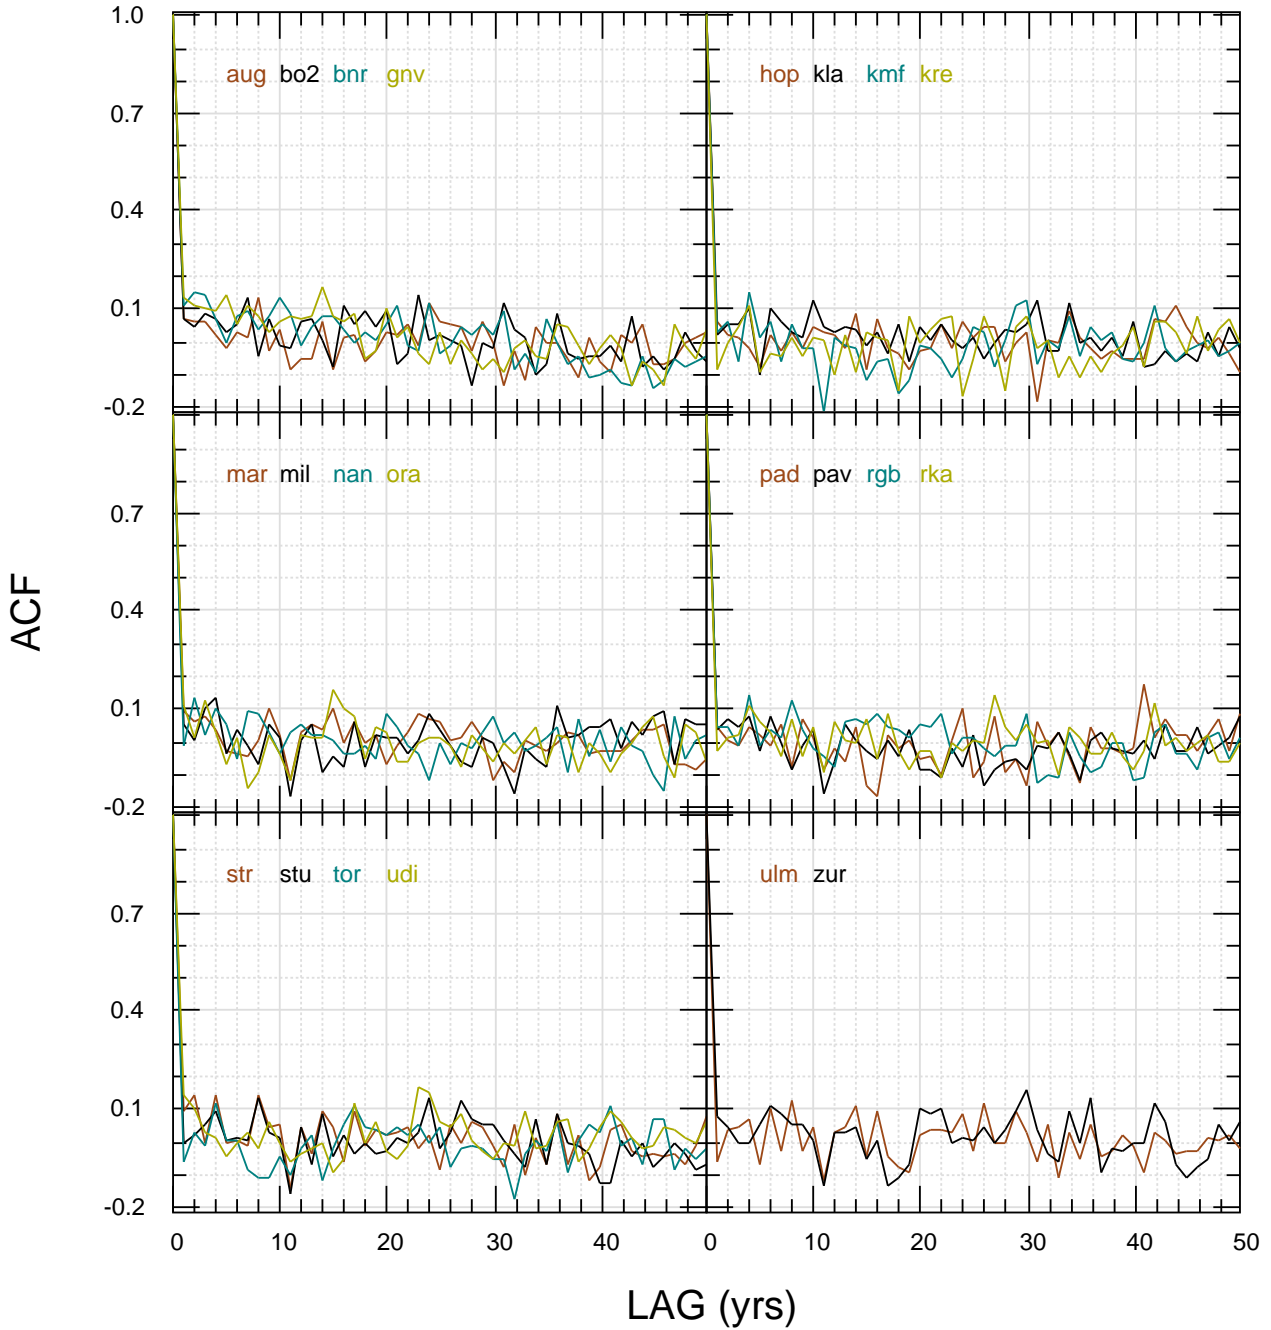 1.0
aug bo2 bnr gnv hop kla kmf kre
0.7
0.4
0.1
-0.2
mar mil nan ora pad pav rgb rka
0.7
0.4
0.1
-0.2
str stu tor udi ulm zur
0.7
0.4
0.1
-0.2
0 10 20 30 40 0 10 20 30 40 50
ACF
LAG (yrs)